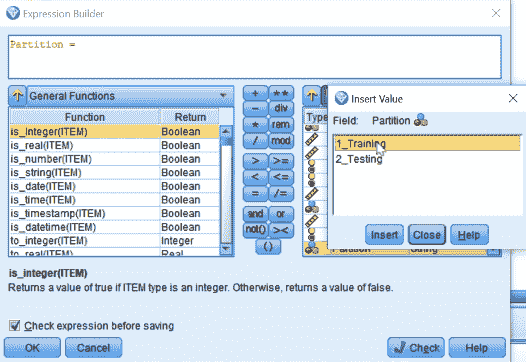 Expression Builder
Partition =
General Functions
Function Return
is_integer(ITEM) Boolean
is_real(ITEM) Boolean
is_number(ITEM) Boolean
is_string(ITEM) Boolean
is_date(ITEM) Boolean
is_time(ITEM) Boolean
is_timestamp(ITEM) Boolean
is_datetime(ITEM) Boolean
to_integer(ITEM) Integer
to_real(ITEM) Real
+ **
- div
* rem
/ mod
> >=
< <=
= /=
and or
not() ><
()
Type
Partition String
Insert Value
Field: Partition
1_Training
2_Testing
Insert Close Help
is_integer(ITEM)
Returns a value of true if ITEM type is an integer. Otherwise, returns a value of false.
Check expression before saving
OK Cancel Check Help